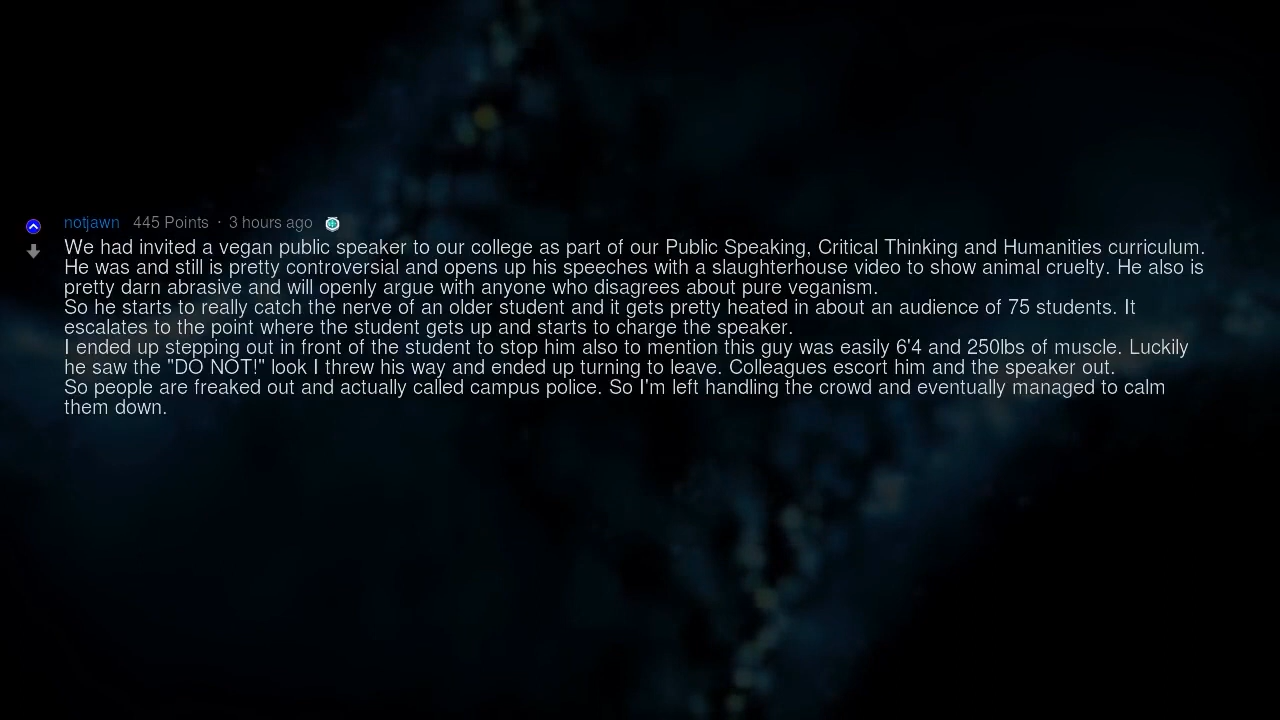 notjawn 445 Points · 3 hours ago
We had invited a vegan public speaker to our college as part of our Public Speaking, Critical Thinking and Humanities curriculum.
He was and still is pretty controversial and opens up his speeches with a slaughterhouse video to show animal cruelty. He also is
pretty darn abrasive and will openly argue with anyone who disagrees about pure veganism.
So he starts to really catch the nerve of an older student and it gets pretty heated in about an audience of 75 students. It
escalates to the point where the student gets up and starts to charge the speaker.
I ended up stepping out in front of the student to stop him also to mention this guy was easily 6'4 and 250lbs of muscle. Luckily
he saw the "DO NOT!" look I threw his way and ended up turning to leave. Colleagues escort him and the speaker out.
So people are freaked out and actually called campus police. So I'm left handling the crowd and eventually managed to calm
them down.